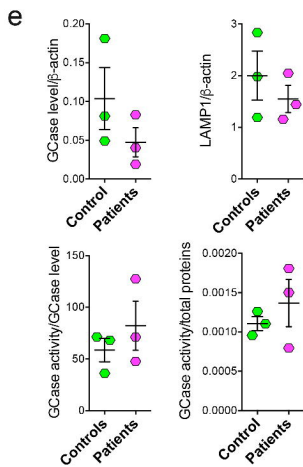 e
GCase level/β-actin
0.20
0.15
0.10
0.05
0.00
Control
Patients
LAMP1/β-actin
3
2
1
0
Controls
Patients
GCase activity/GCase level
150
100
50
0
Controls
Patients
GCase activity/total proteins
0.0020
0.0015
0.0010
0.0005
0.0000
Control
Patients